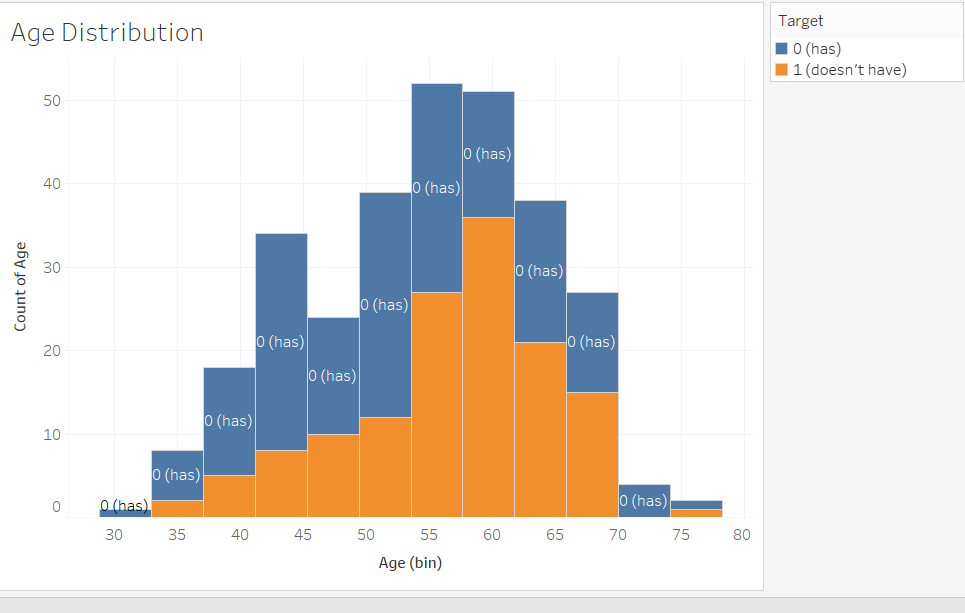 Age Distribution
Target
0 (has)
1 (doesn't have)
Count of Age
50
40
30
20
10
0
0 (has)
0 (has)
0 (has)
0 (has)
0 (has)
0 (has)
0 (has)
0 (has)
0 (has)
0 (has)
0 (has)
30 35 40 45 50 55 60 65 70 75 80
Age (bin)